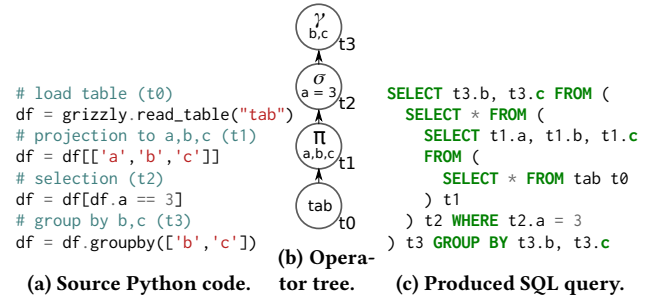 # load table (t0)
df = grizzly.read_table("tab")
# projection to a,b,c (t1)
df = df[['a','b','c']]
# selection (t2)
df = df[df.a == 3]
# group by b,c (t3)
df = df.groupby(['b','c'])
(a) Source Python code.
γ
b,c
t3
σ
a = 3
t2
Π
a,b,c
t1
tab
t0
(b) Opera-
tor tree.
SELECT t3.b, t3.c FROM (
SELECT * FROM (
SELECT t1.a, t1.b, t1.c
FROM (
SELECT * FROM tab t0
) t1
) t2 WHERE t2.a = 3
) t3 GROUP BY t3.b, t3.c
(c) Produced SQL query.